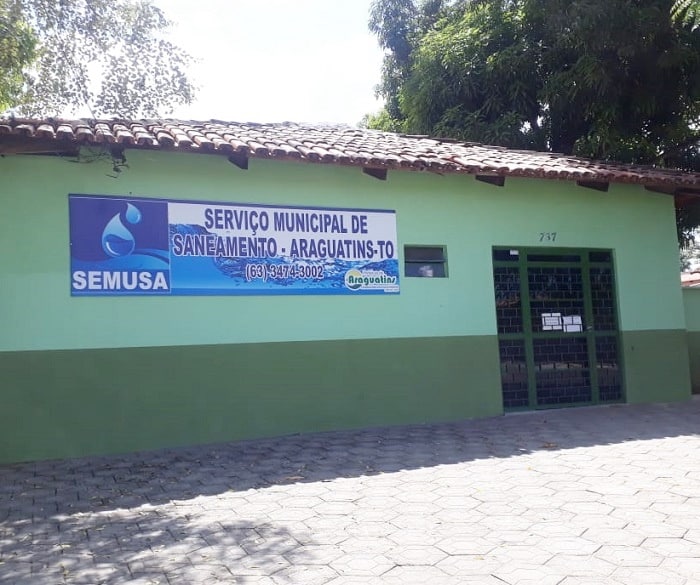 737
SERVIÇO MUNICIPAL DE
SANEAMENTO - ARAGUATINS-TO
(63) 3474-3002
SEMUSA
Araguatins